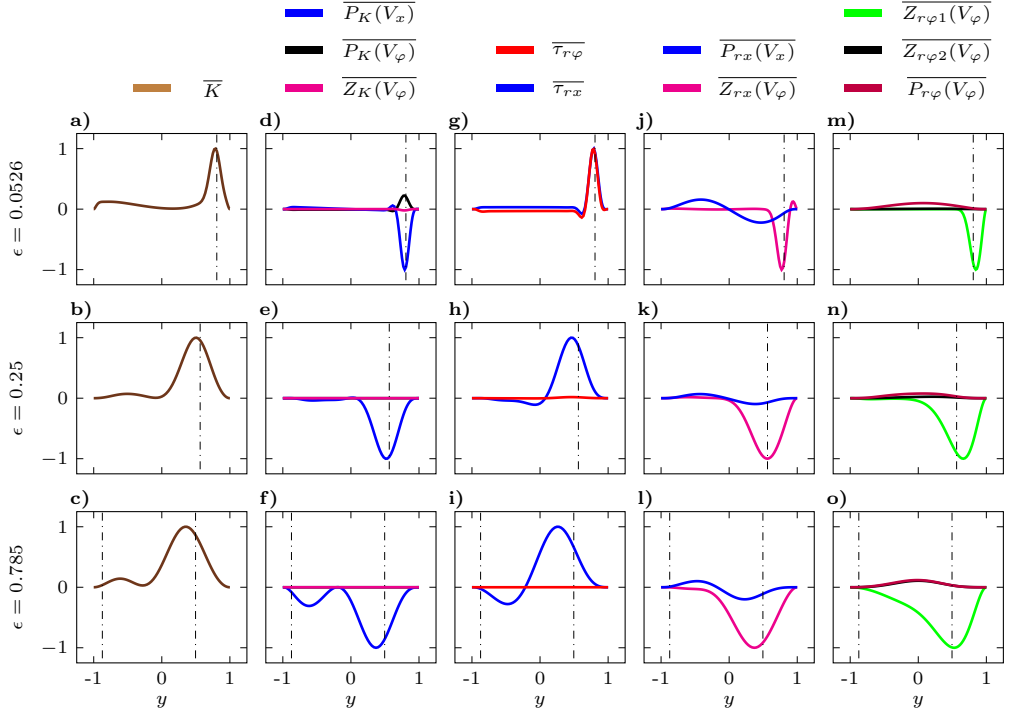 $\overline{P_K(V_x)}$ $\overline{Z_{r\varphi 1}(V_\varphi)}$
$\overline{P_K(V_\varphi)}$ $\overline{\tau_{r\varphi}}$ $\overline{P_{rx}(V_x)}$ $\overline{Z_{r\varphi 2}(V_\varphi)}$
$\overline{K}$ $\overline{Z_K(V_\varphi)}$ $\overline{\tau_{rx}}$ $\overline{Z_{rx}(V_\varphi)}$ $\overline{P_{r\varphi}(V_\varphi)}$
a) d) g) j) m)
ϵ = 0.0526
1
0
−1
b) e) h) k) n)
ϵ = 0.25
1
0
−1
c) f) i) l) o)
ϵ = 0.785
1
0
−1
-1 0 1 -1 0 1 -1 0 1 -1 0 1 -1 0 1
y y y y y